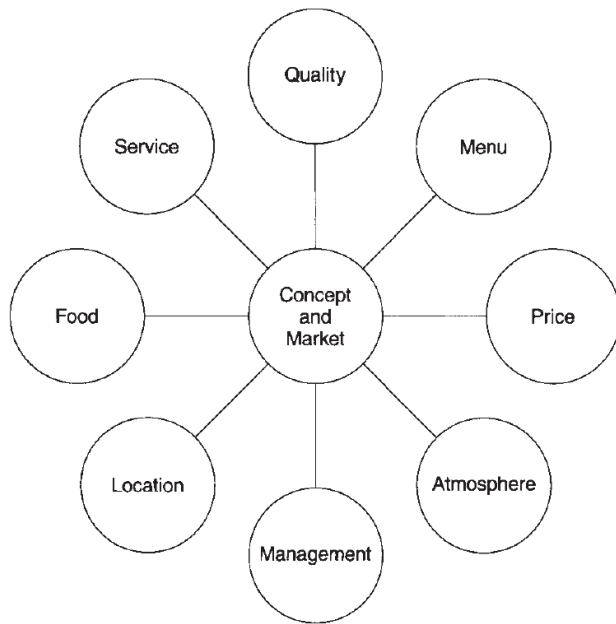 Quality
Service
Menu
Concept
and
Market
Food
Price
Location
Atmosphere
Management